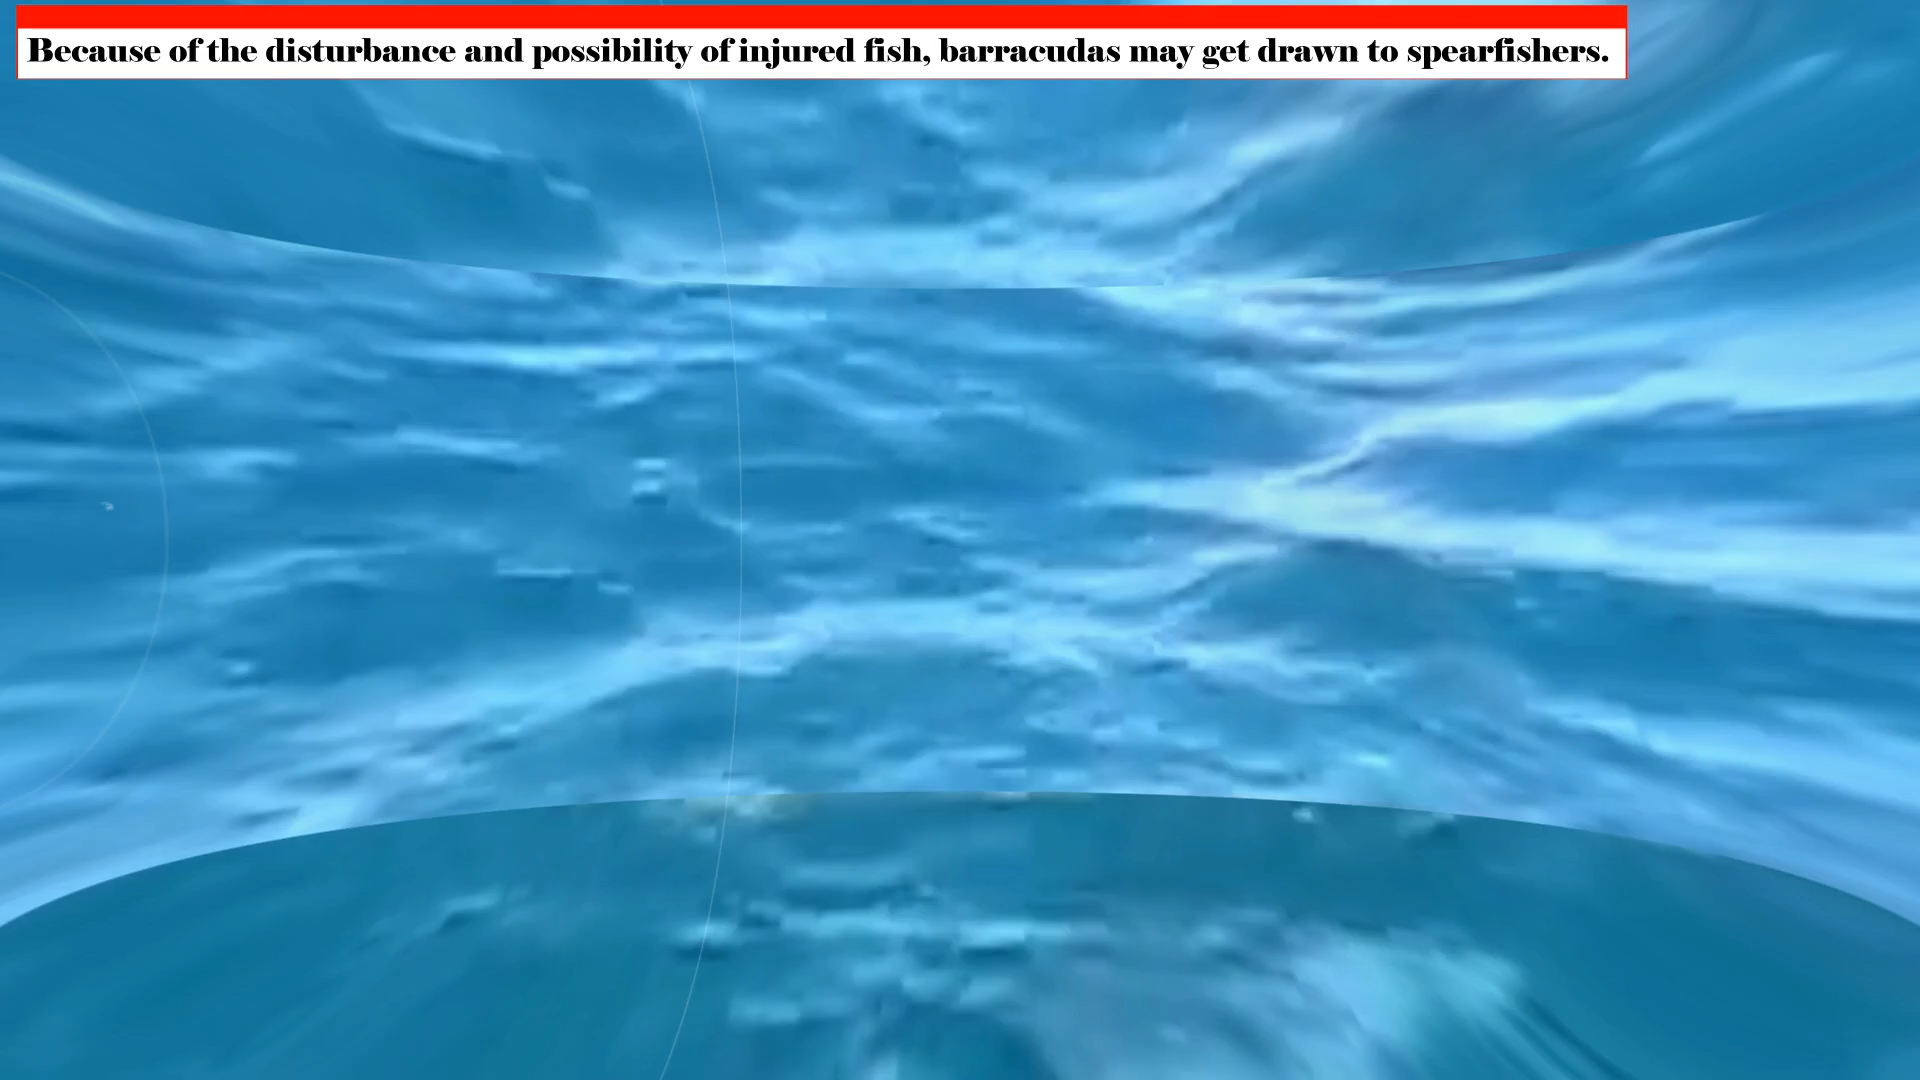 Because of the disturbance and possibility of injured fish, barracudas may get drawn to spearfishers.